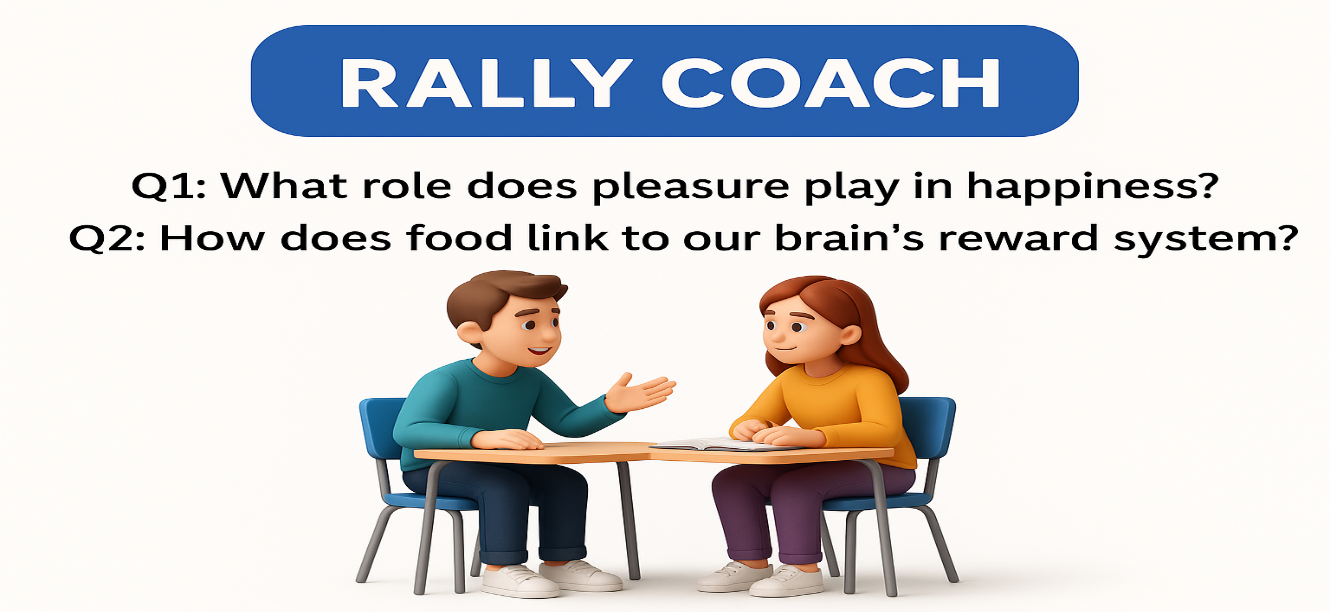 RALLY COACH
Q1: What role does pleasure play in happiness?
Q2: How does food link to our brain’s reward system?